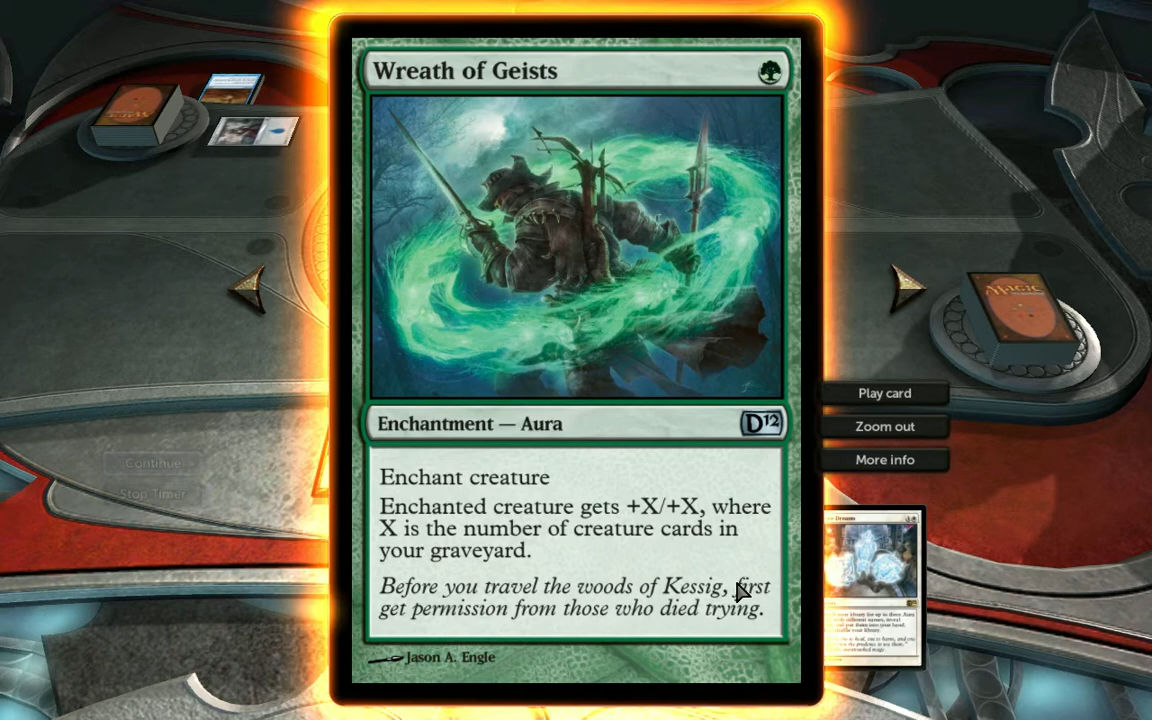 Wreath of Geists
Enchantment — Aura
D12
Enchant creature
Enchanted creature gets +X/+X, where
X is the number of creature cards in
your graveyard.
Before you travel the woods of Kessig, first
get permission from those who died trying.
Jason A. Engle
Continue
Stop Timer
MAGIC
Play card
Zoom out
More info
Dreams